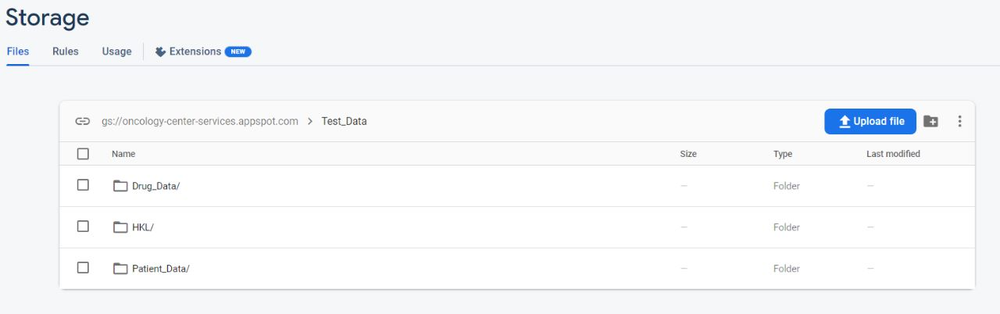 Storage
Files Rules Usage Extensions NEW
gs://oncology-center-services.appspot.com > Test_Data Upload file
Name Size Type Last modified
Drug_Data/ — Folder —
HKL/ — Folder —
Patient_Data/ — Folder —